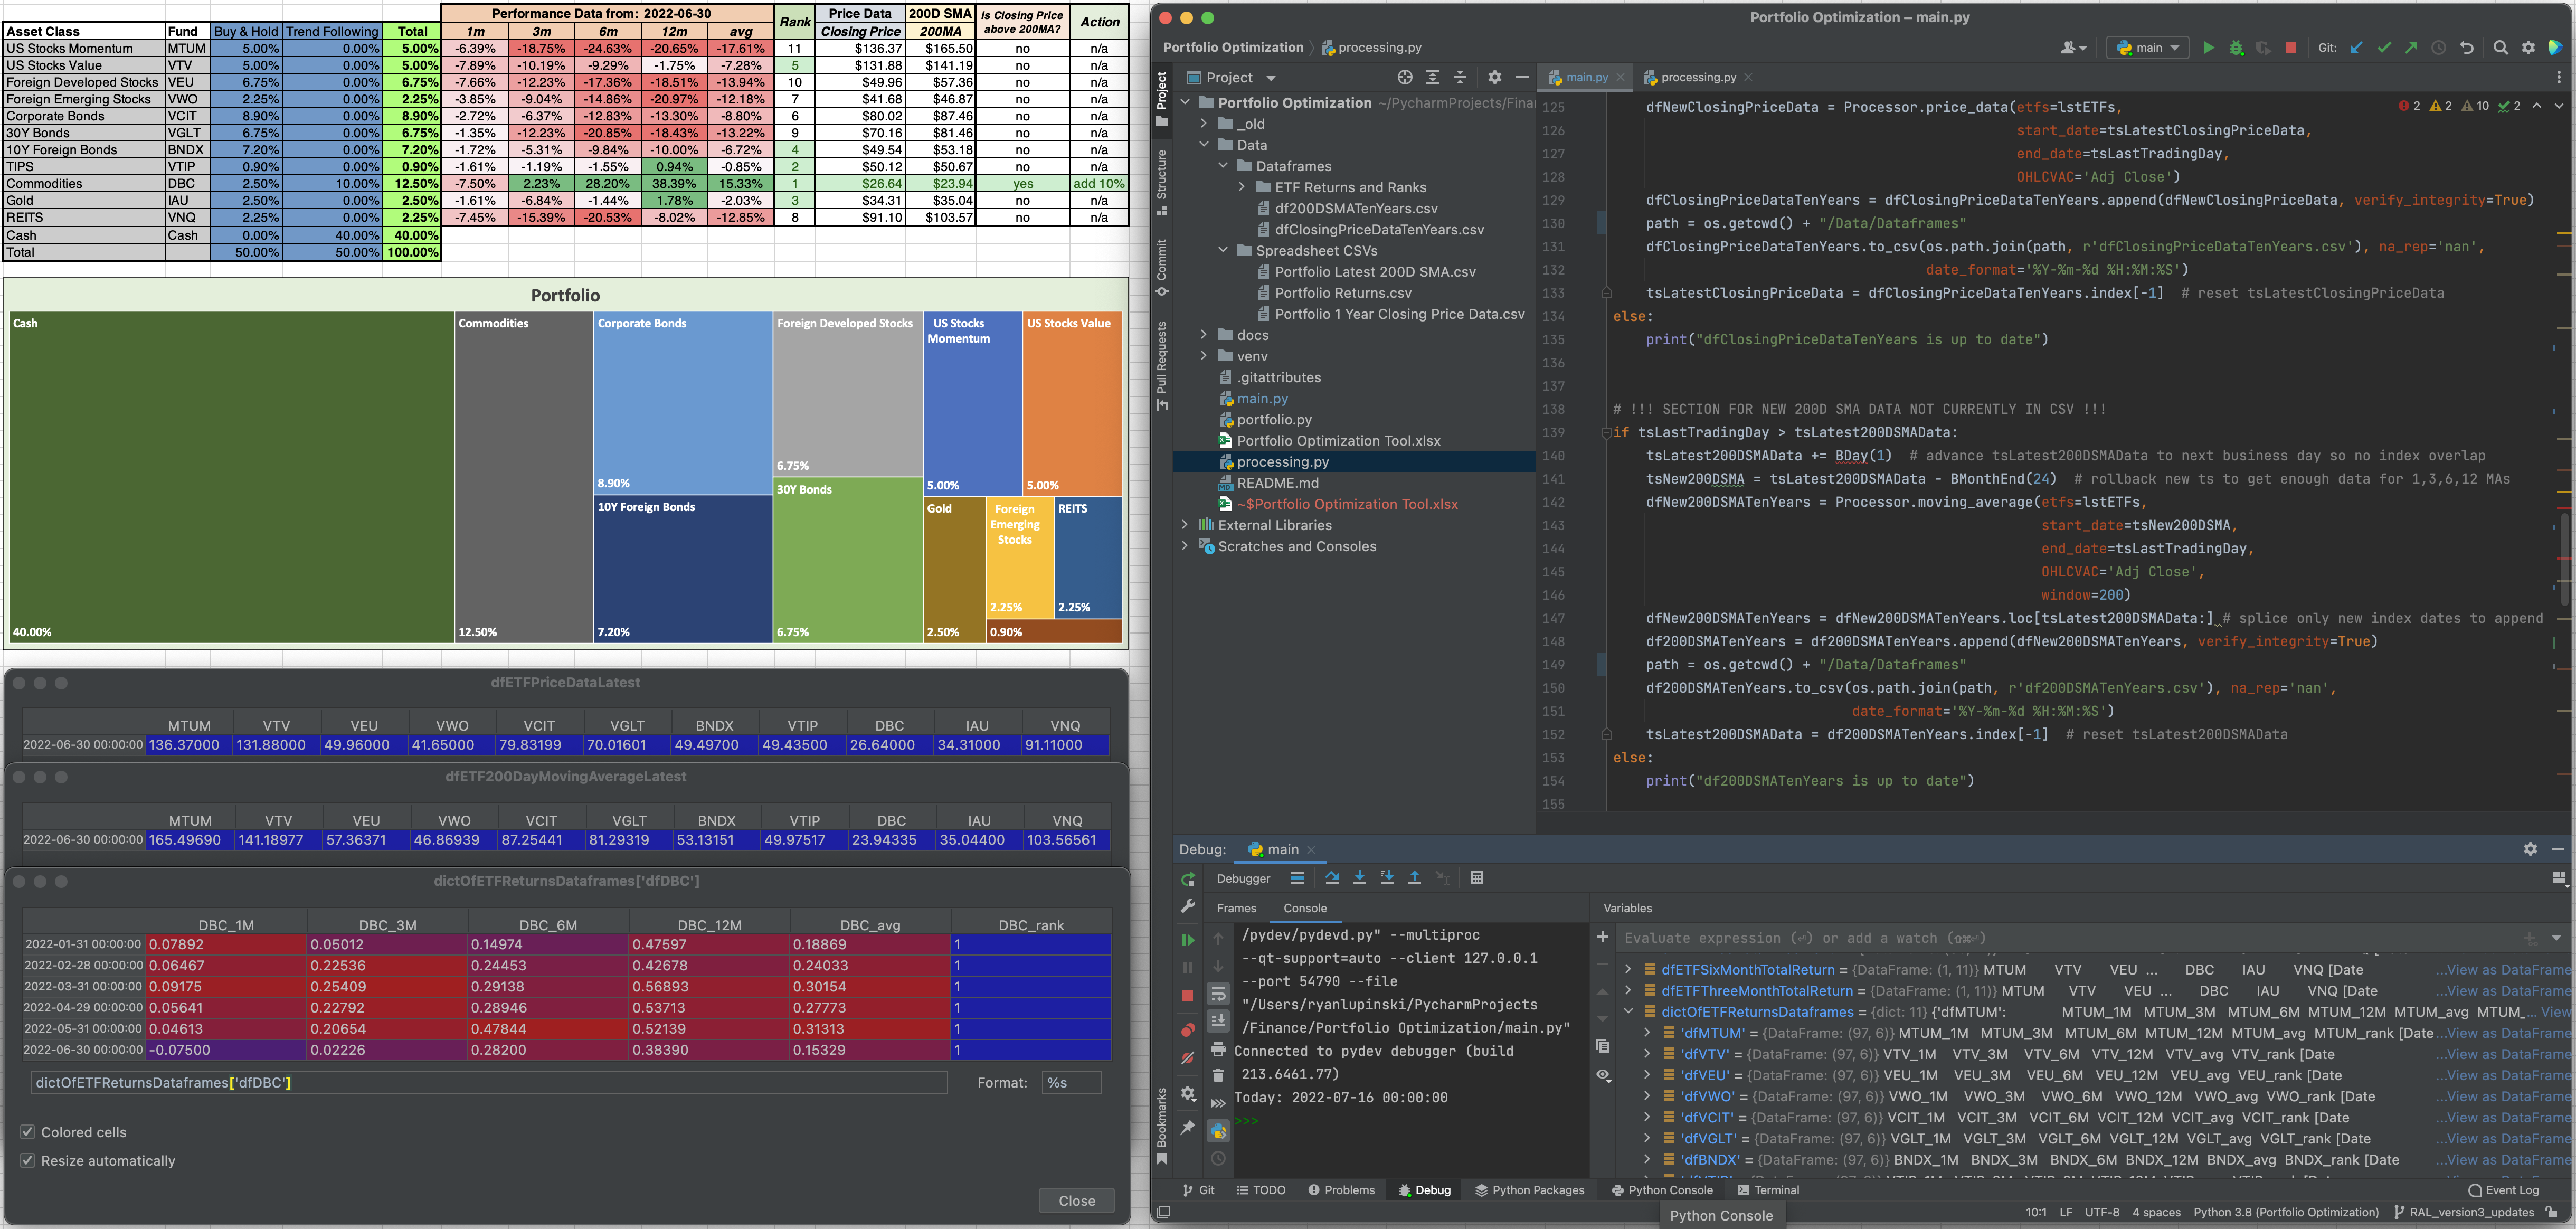 Performance Data from: 2022-06-30 Rank Price Data 200D SMA Is Closing Price above 200MA? Action
Asset Class Fund Buy & Hold Trend Following Total 1m 3m 6m 12m avg Closing Price 200MA
US Stocks Momentum MTUM 5.00% 0.00% 5.00% -6.39% -18.75% -24.63% -20.65% -17.61% 11 $136.37 $165.50 no n/a
US Stocks Value VTV 5.00% 0.00% 5.00% -7.89% -10.19% -9.29% -1.75% -7.28% 5 $131.88 $141.19 no n/a
Foreign Developed Stocks VEU 6.75% 0.00% 6.75% -7.66% -12.23% -17.36% -18.51% -13.94% 10 $49.96 $57.36 no n/a
Foreign Emerging Stocks VWO 2.25% 0.00% 2.25% -3.85% -9.04% -14.86% -20.97% -12.18% 7 $41.68 $46.87 no n/a
Corporate Bonds VCIT 8.90% 0.00% 8.90% -2.72% -6.37% -12.83% -13.30% -8.80% 6 $80.02 $87.46 no n/a
30Y Bonds VGLT 6.75% 0.00% 6.75% -1.35% -12.23% -20.85% -18.43% -13.22% 9 $70.16 $81.46 no n/a
10Y Foreign Bonds BNDX 7.20% 0.00% 7.20% -1.72% -5.31% -9.84% -10.00% -6.72% 4 $49.54 $53.18 no n/a
TIPS VTIP 0.90% 0.00% 0.90% -1.61% -1.19% -1.55% 0.94% -0.85% 2 $50.12 $50.67 no n/a
Commodities DBC 2.50% 10.00% 12.50% -7.50% 2.23% 28.20% 38.39% 15.33% 1 $26.64 $23.94 yes add 10%
Gold IAU 2.50% 0.00% 2.50% -1.61% -6.84% -1.44% 1.78% -2.03% 3 $34.31 $35.04 no n/a
REITS VNQ 2.25% 0.00% 2.25% -7.45% -15.39% -20.53% -8.02% -12.85% 8 $91.10 $103.57 no n/a
Cash Cash 0.00% 40.00% 40.00%
Total 50.00% 50.00% 100.00%
Portfolio
Cash
40.00%
Commodities
12.50%
Corporate Bonds
8.90%
10Y Foreign Bonds
7.20%
Foreign Developed Stocks
6.75%
30Y Bonds
6.75%
US Stocks
Momentum
5.00%
US Stocks Value
5.00%
Gold
2.50%
Foreign
Emerging
Stocks
2.25%
REITS
2.25%
0.90%
dfETFPriceDataLatest
MTUM VTV VEU VWO VCIT VGLT BNDX VTIP DBC IAU VNQ
2022-06-30 00:00:00 136.37000 131.88000 49.96000 41.65000 79.83199 70.01601 49.49700 49.43500 26.64000 34.31000 91.11000
dfETF200DayMovingAverageLatest
MTUM VTV VEU VWO VCIT VGLT BNDX VTIP DBC IAU VNQ
2022-06-30 00:00:00 165.49690 141.18977 57.36371 46.86939 87.25441 81.29319 53.13151 49.97517 23.94335 35.04400 103.56561
dictOfETFReturnsDataframes['dfDBC']
DBC_1M DBC_3M DBC_6M DBC_12M DBC_avg DBC_rank
2022-01-31 00:00:00 0.07892 0.05012 0.14974 0.47597 0.18869 1
2022-02-28 00:00:00 0.06467 0.22536 0.24453 0.42678 0.24033 1
2022-03-31 00:00:00 0.09175 0.25409 0.29138 0.56893 0.30154 1
2022-04-29 00:00:00 0.05641 0.22792 0.28946 0.53713 0.27773 1
2022-05-31 00:00:00 0.04613 0.20654 0.47844 0.52139 0.31313 1
2022-06-30 00:00:00 -0.07500 0.02226 0.28200 0.38390 0.15329 1
dictOfETFReturnsDataframes['dfDBC'] Format: %s
Colored cells
Resize automatically
Close
Portfolio Optimization – main.py
Portfolio Optimization processing.py main Git:
Project
Structure
Commit
Pull Requests
Bookmarks
Project
Portfolio Optimization ~/PycharmProjects/Finan
_old
Data
Dataframes
ETF Returns and Ranks
df200DSMATenYears.csv
dfClosingPriceDataTenYears.csv
Spreadsheet CSVs
Portfolio Latest 200D SMA.csv
Portfolio Returns.csv
Portfolio 1 Year Closing Price Data.csv
docs
venv
.gitattributes
main.py
portfolio.py
Portfolio Optimization Tool.xlsx
processing.py
README.md
~$Portfolio Optimization Tool.xlsx
External Libraries
Scratches and Consoles
main.py processing.py
2 2 10 2
125 dfNewClosingPriceData = Processor.price_data(etfs=lstETFs,
126 start_date=tsLatestClosingPriceData,
127 end_date=tsLastTradingDay,
128 OHLCVAC='Adj Close')
129 dfClosingPriceDataTenYears = dfClosingPriceDataTenYears.append(dfNewClosingPriceData, verify_integrity=True)
130 path = os.getcwd() + "/Data/Dataframes"
131 dfClosingPriceDataTenYears.to_csv(os.path.join(path, r'dfClosingPriceDataTenYears.csv'), na_rep='nan',
132 date_format='%Y-%m-%d %H:%M:%S')
133 tsLatestClosingPriceData = dfClosingPriceDataTenYears.index[-1]  # reset tsLatestClosingPriceData
134 else:
135 print("dfClosingPriceDataTenYears is up to date")
136
137
138 # !!! SECTION FOR NEW 200D SMA DATA NOT CURRENTLY IN CSV !!!
139 if tsLastTradingDay > tsLatest200DSMAData:
140 tsLatest200DSMAData += BDay(1)  # advance tsLatest200DSMAData to next business day so no index overlap
141 tsNew200DSMA = tsLatest200DSMAData - BMonthEnd(24)  # rollback new ts to get enough data for 1,3,6,12 MAs
142 dfNew200DSMATenYears = Processor.moving_average(etfs=lstETFs,
143 start_date=tsNew200DSMA,
144 end_date=tsLastTradingDay,
145 OHLCVAC='Adj Close',
146 window=200)
147 dfNew200DSMATenYears = dfNew200DSMATenYears.loc[tsLatest200DSMAData:] # splice only new index dates to append
148 df200DSMATenYears = df200DSMATenYears.append(dfNew200DSMATenYears, verify_integrity=True)
149 path = os.getcwd() + "/Data/Dataframes"
150 df200DSMATenYears.to_csv(os.path.join(path, r'df200DSMATenYears.csv'), na_rep='nan',
151 date_format='%Y-%m-%d %H:%M:%S')
152 tsLatest200DSMAData = df200DSMATenYears.index[-1]  # reset tsLatest200DSMAData
153 else:
154 print("df200DSMATenYears is up to date")
155
Debug: main
Debugger
Frames Console
/pydev/pydevd.py" --multiproc
--qt-support=auto --client 127.0.0.1
--port 54790 --file
"/Users/ryanlupinski/PycharmProjects
/Finance/Portfolio Optimization/main.py"
Connected to pydev debugger (build
213.6461.77)
Today: 2022-07-16 00:00:00
>>>
Variables
Evaluate expression (⏎) or add a watch (⇧⌘⏎)
dfETFSixMonthTotalReturn = {DataFrame: (1, 11)} MTUM VTV VEU ... DBC IAU VNQ [Date ...View as DataFrame
dfETFThreeMonthTotalReturn = {DataFrame: (1, 11)} MTUM VTV VEU ... DBC IAU VNQ [Date ...View as DataFrame
dictOfETFReturnsDataframes = {dict: 11} {'dfMTUM': MTUM_1M MTUM_3M MTUM_6M MTUM_12M MTUM_avg MTUM_... View
'dfMTUM' = {DataFrame: (97, 6)} MTUM_1M MTUM_3M MTUM_6M MTUM_12M MTUM_avg MTUM_rank [Date ...View as DataFrame
'dfVTV' = {DataFrame: (97, 6)} VTV_1M VTV_3M VTV_6M VTV_12M VTV_avg VTV_rank [Date ...View as DataFrame
'dfVEU' = {DataFrame: (97, 6)} VEU_1M VEU_3M VEU_6M VEU_12M VEU_avg VEU_rank [Date ...View as DataFrame
'dfVWO' = {DataFrame: (97, 6)} VWO_1M VWO_3M VWO_6M VWO_12M VWO_avg VWO_rank [Date ...View as DataFrame
'dfVCIT' = {DataFrame: (97, 6)} VCIT_1M VCIT_3M VCIT_6M VCIT_12M VCIT_avg VCIT_rank [Date ...View as DataFrame
'dfVGLT' = {DataFrame: (97, 6)} VGLT_1M VGLT_3M VGLT_6M VGLT_12M VGLT_avg VGLT_rank [Date ...View as DataFrame
'dfBNDX' = {DataFrame: (97, 6)} BNDX_1M BNDX_3M BNDX_6M BNDX_12M BNDX_avg BNDX_rank [Date ...View as DataFrame
Git TODO Problems Debug Python Packages Python Console Terminal Event Log
Python Console
10:1 LF UTF-8 4 spaces Python 3.8 (Portfolio Optimization) RAL_version3_updates